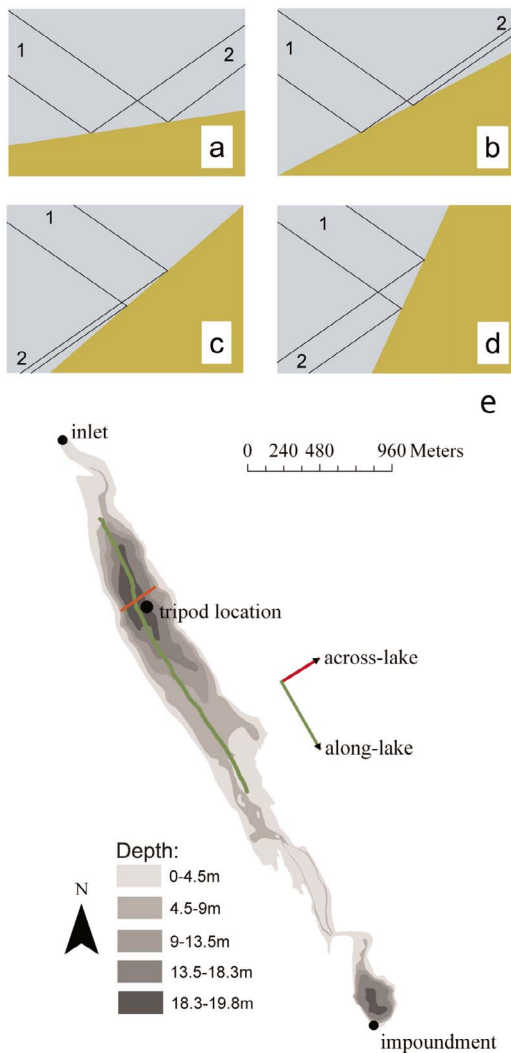 1
2
a
1
2
b
1
2
c
1
2
d
e
inlet
0 240 480 960 Meters
tripod location
across-lake
along-lake
Depth:
0-4.5m
4.5-9m
9-13.5m
13.5-18.3m
18.3-19.8m
N
impoundment